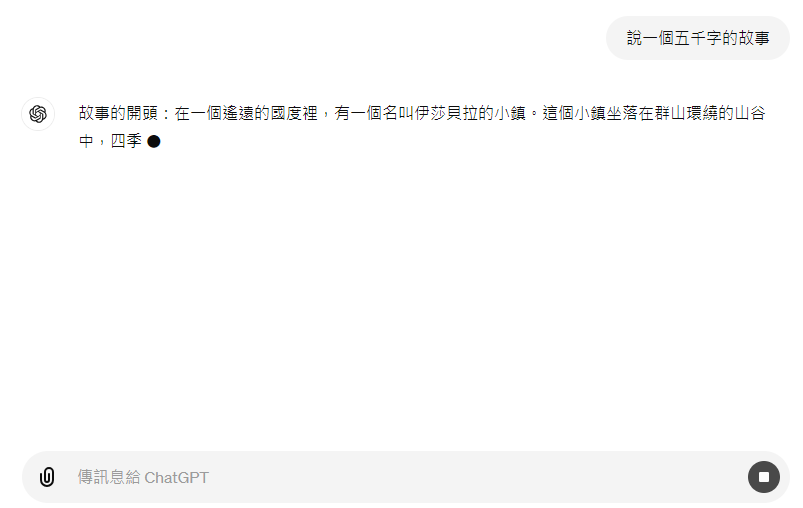 說一個五千字的故事
故事的開頭：在一個遙遠的國度裡，有一個名叫伊莎貝拉的小鎮。這個小鎮坐落在群山環繞的山谷
中，四季
傳訊息給 ChatGPT